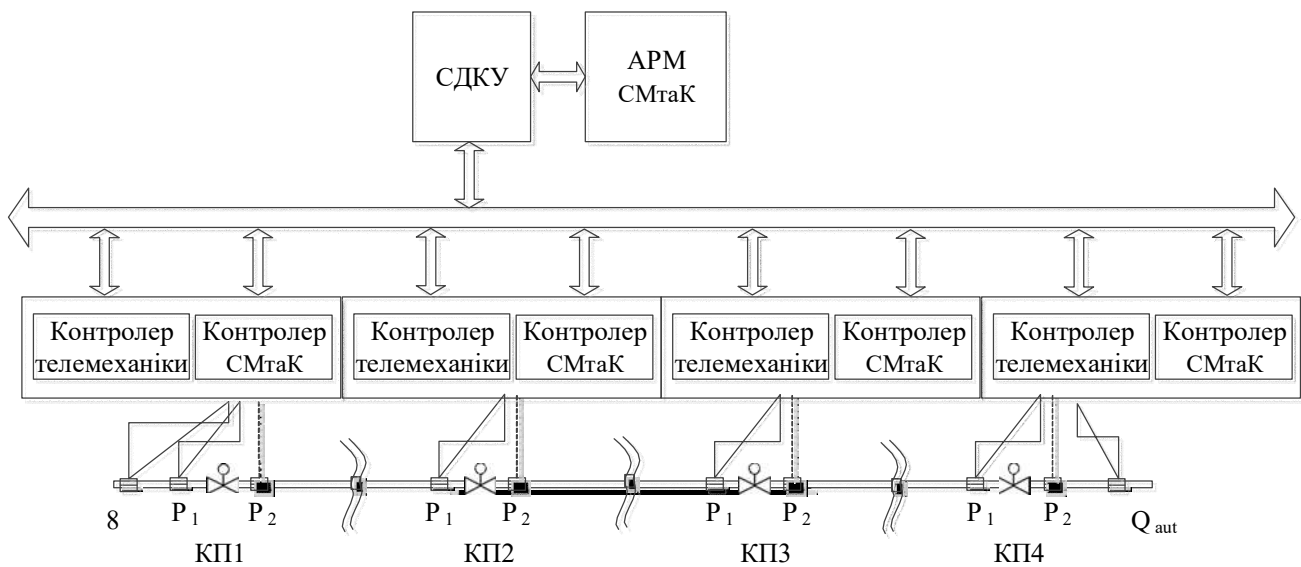 СДКУ
АРМ
СМтаК
Контролер
телемеханіки
Контролер
СМтаК
Контролер
телемеханіки
Контролер
СМтаК
Контролер
телемеханіки
Контролер
СМтаК
Контролер
телемеханіки
Контролер
СМтаК
8 P 1 P 2 P 1 P 2 P 1 P 2 P 1 P 2 Q aut
КП1 КП2 КП3 КП4